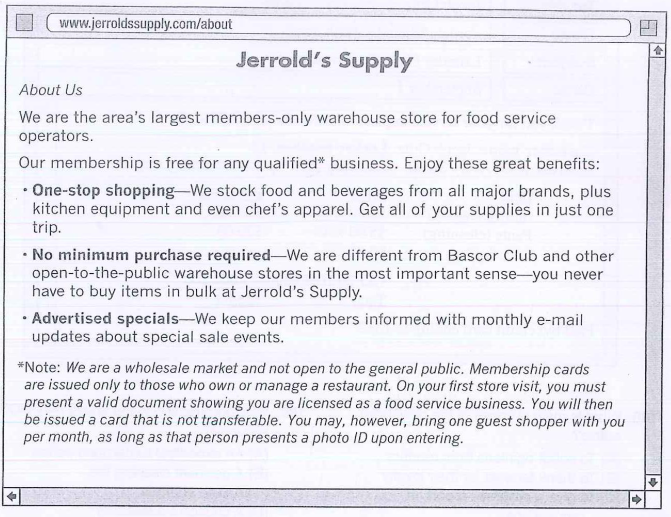 www.jerroldssupply.com/about
Jerrold's Supply
About Us
We are the area's largest members-only warehouse store for food service
operators.
Our membership is free for any qualified* business. Enjoy these great benefits:
• One-stop shopping—We stock food and beverages from all major brands, plus
kitchen equipment and even chef's apparel. Get all of your supplies in just one
trip.
• No minimum purchase required—We are different from Bascor Club and other
open-to-the-public warehouse stores in the most important sense—you never
have to buy items in bulk at Jerrold's Supply.
• Advertised specials—We keep our members informed with monthly e-mail
updates about special sale events.
*Note: We are a wholesale market and not open to the general public. Membership cards
are issued only to those who own or manage a restaurant. On your first store visit, you must
present a valid document showing you are licensed as a food service business. You will then
be issued a card that is not transferable. You may, however, bring one guest shopper with you
per month, as long as that person presents a photo ID upon entering.